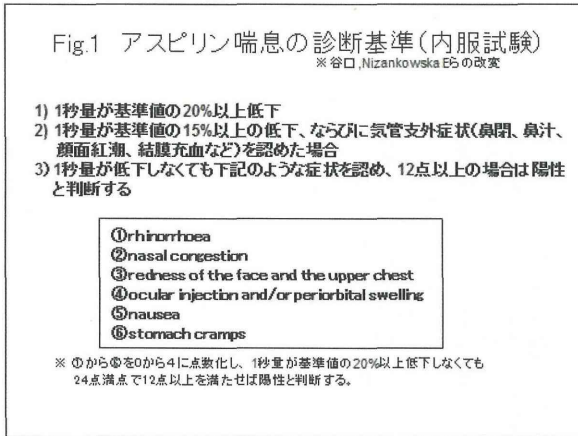 Fig.1 アスピリン喘息の診断基準(内服試験)
※谷口,Nizankowska Eらの改変
1) 1秒量が基準値の20%以上低下
2) 1秒量が基準値の15%以上の低下、ならびに気管支外症状(鼻閉、鼻汁、
顔面紅潮、結膜充血など)を認めた場合
3) 1秒量が低下しなくても下記のような症状を認め、12点以上の場合は陽性
と判断する
①rhinorrhoea
②nasal congestion
③redness of the face and the upper chest
④ocular injection and/or periorbital swelling
⑤nausea
⑥stomach cramps
※ ①から⑥を0から4に点数化し、1秒量が基準値の20%以上低下しなくても
24点満点で12点以上を満たせば陽性と判断する。